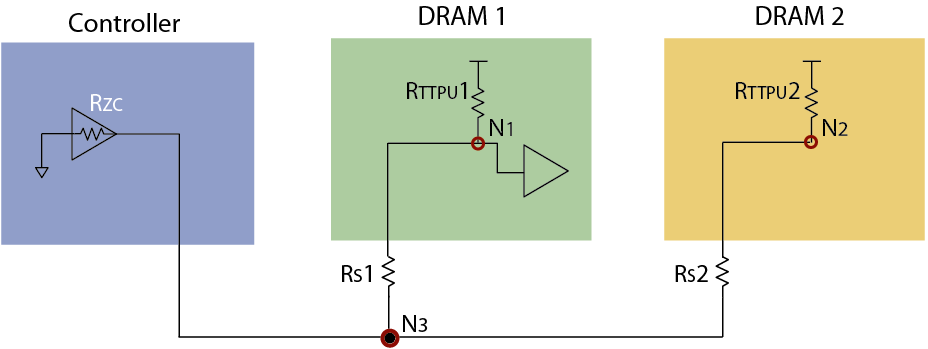 Controller
DRAM 1
DRAM 2
RZC
RTTPU1
N1
RTTPU2
N2
RS1
RS2
N3